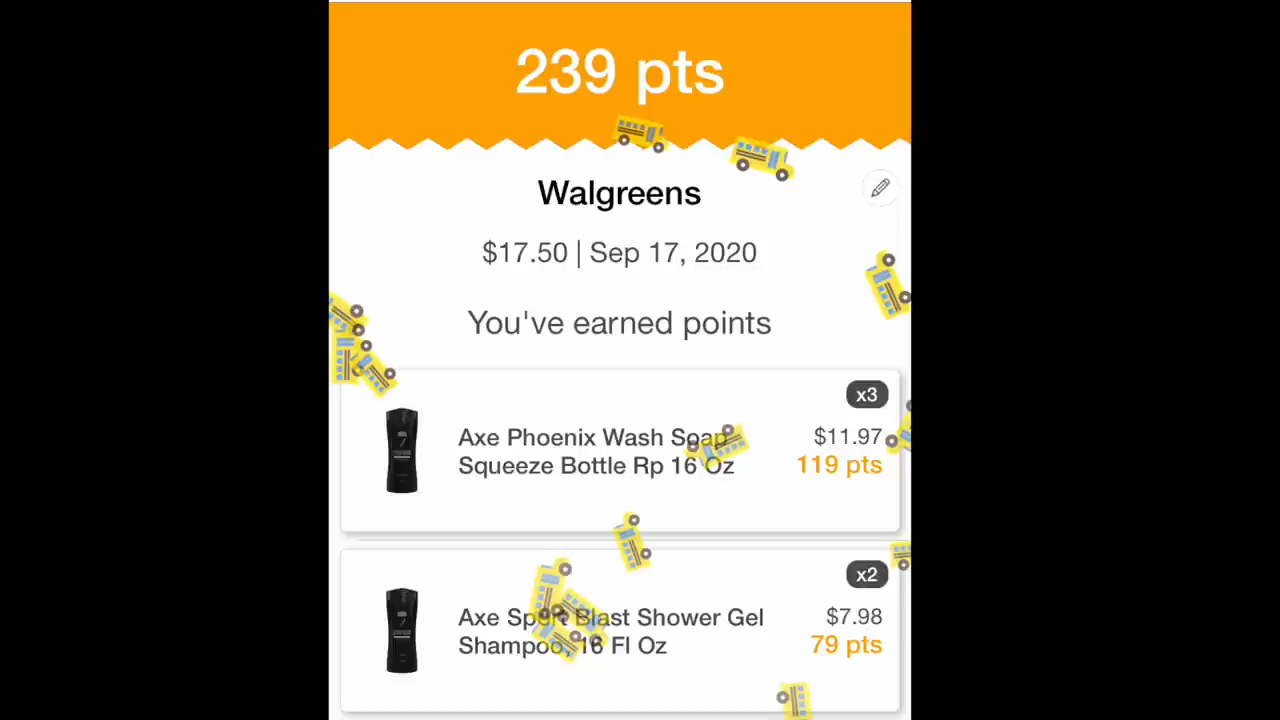 239 pts
Walgreens
$17.50 | Sep 17, 2020
You've earned points
x3
Axe Phoenix Wash Soap
Squeeze Bottle Rp 16 Oz
$11.97
119 pts
x2
Axe Sport Blast Shower Gel
Shampoo, 16 Fl Oz
$7.98
79 pts